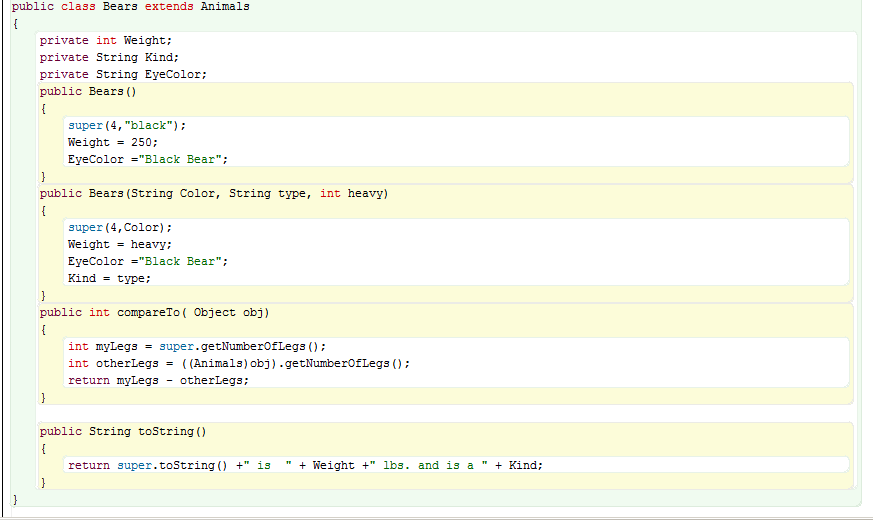 public class Bears extends Animals
{
private int Weight;
private String Kind;
private String EyeColor;
public Bears()
{
super(4,"black");
Weight = 250;
EyeColor ="Black Bear";
}
public Bears(String Color, String type, int heavy)
{
super(4,Color);
Weight = heavy;
EyeColor ="Black Bear";
Kind = type;
}
public int compareTo( Object obj)
{
int myLegs = super.getNumberOfLegs();
int otherLegs = ((Animals)obj).getNumberOfLegs();
return myLegs - otherLegs;
}
public String toString()
{
return super.toString() +" is  " + Weight +" lbs. and is a " + Kind;
}
}